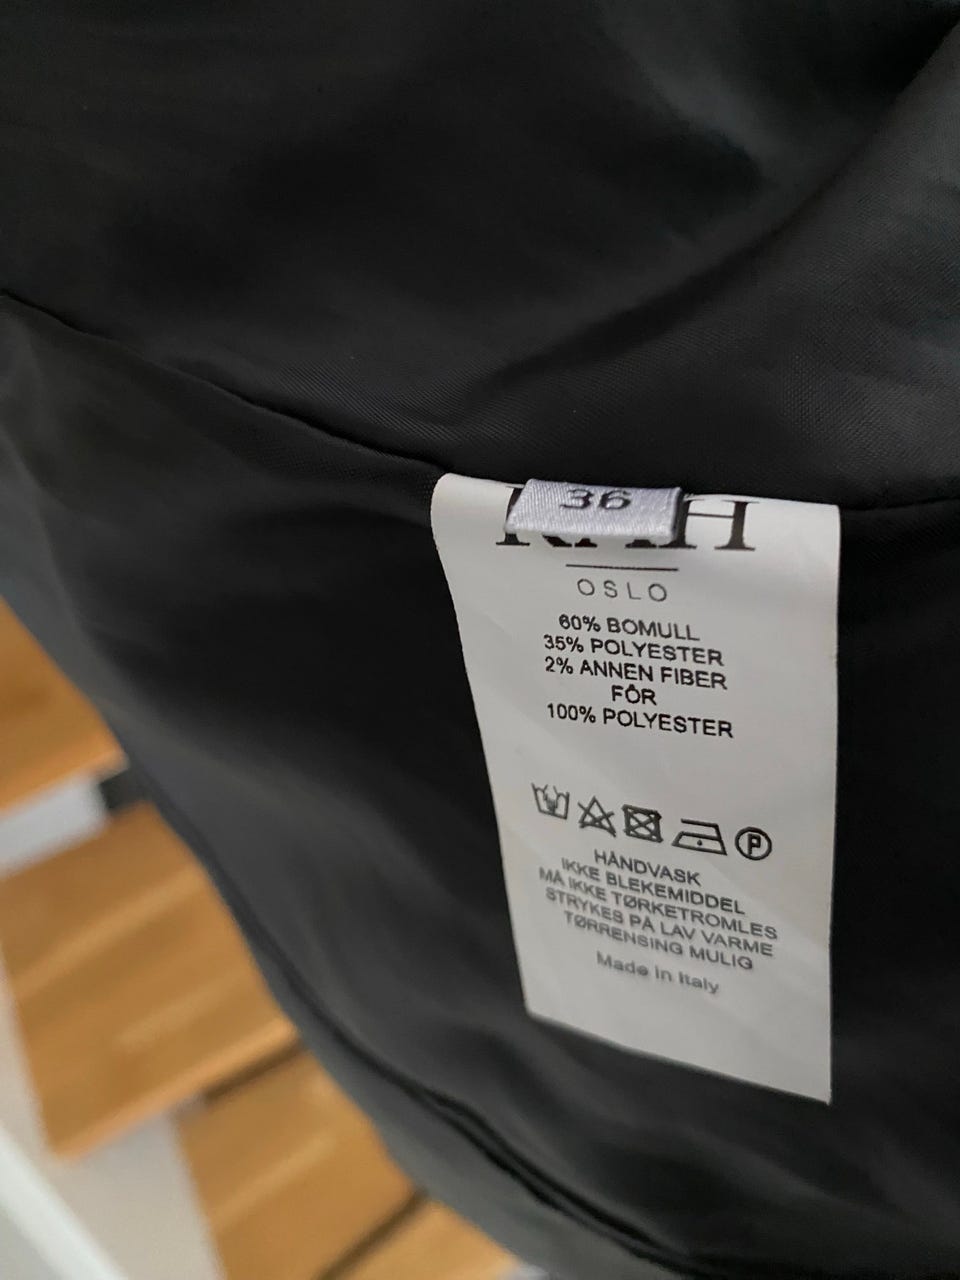 36
OSLO
60% BOMULL
35% POLYESTER
2% ANNEN FIBER
FÔR
100% POLYESTER
P
HÅNDVASK
IKKE BLEKEMIDDEL
MÅ IKKE TØRKETROMLES
STRYKES PÅ LAV VARME
TØRRENSING MULIG
Made in Italy